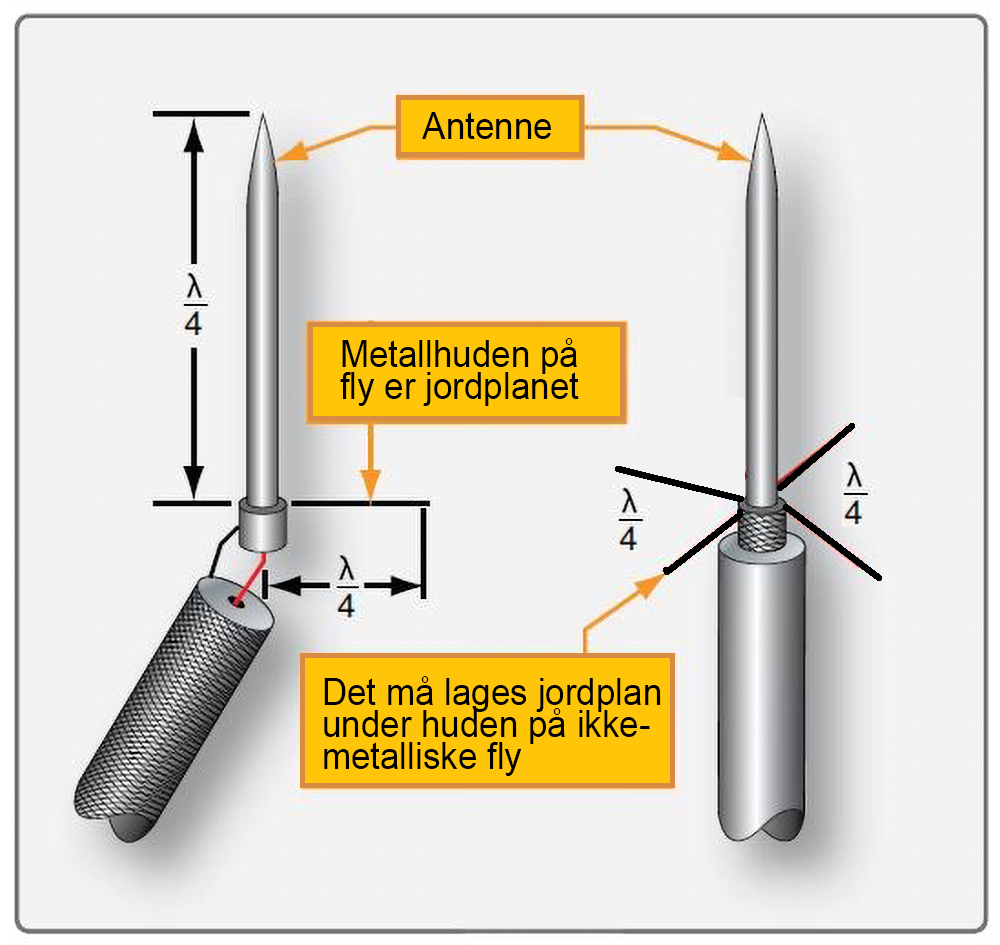 Antenne
λ
4
Metallhuden på
fly er jordplanet
λ
4
λ
4
λ
4
Det må lages jordplan
under huden på ikke-
metalliske fly